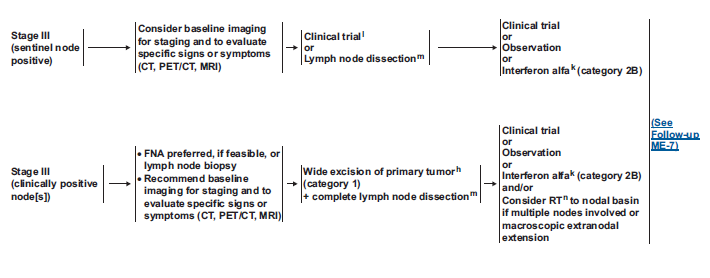 Stage III
(sentinel node
positive)
Consider baseline imaging
for staging and to evaluate
specific signs or symptoms
(CT, PET/CT, MRI)
Clinical trial l
or
Lymph node dissection m
Clinical trial
or
Observation
or
Interferon alfa k (category 2B)
Stage III
(clinically positive
node[s])
• FNA preferred, if feasible, or
lymph node biopsy
• Recommend baseline
imaging for staging and to
evaluate specific signs or
symptoms (CT, PET/CT, MRI)
Wide excision of primary tumor h
(category 1)
+ complete lymph node dissection m
Clinical trial
or
Observation
or
Interferon alfa k (category 2B)
and/or
Consider RT n to nodal basin
if multiple nodes involved or
macroscopic extranodal
extension
(See
Follow-up
ME-7)